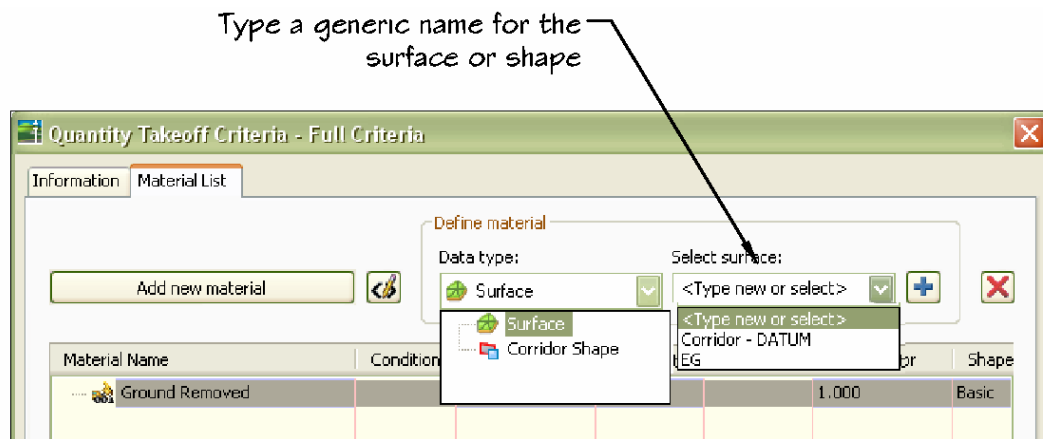 Type a generic name for the
surface or shape
Quantity Takeoff Criteria - Full Criteria
Information Material List
Define material
Data type: Select surface:
Add new material Surface <Type new or select>
Surface <Type new or select>
Corridor Shape Corridor - DATUM
EG
Material Name Condition Shape
Ground Removed 1.000 Basic